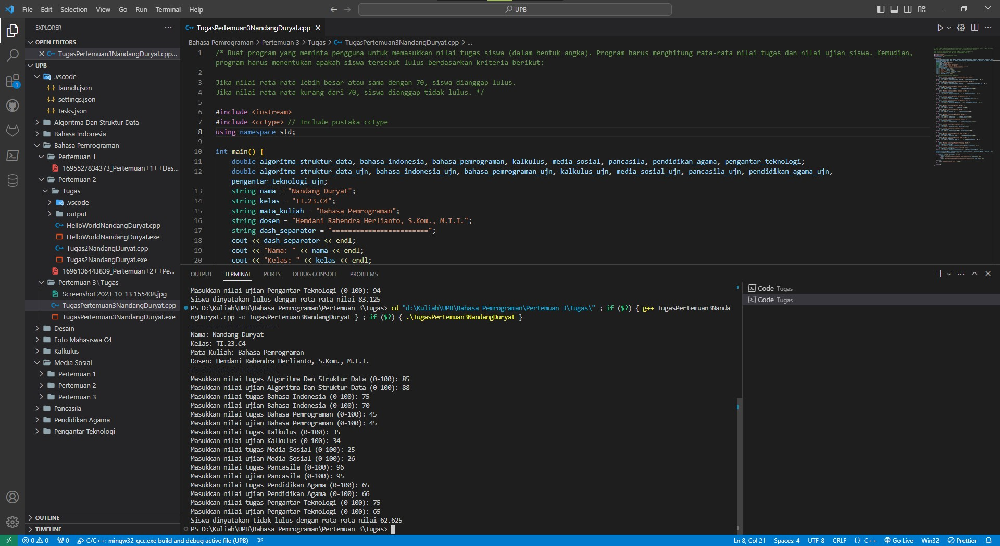 File Edit Selection View Go Run Terminal Help
UPB
EXPLORER
OPEN EDITORS
TugasPertemuan3NandangDuryat.cpp...
UPB
.vscode
launch.json
settings.json
tasks.json
Algoritma Dan Struktur Data
Bahasa Indonesia
Bahasa Pemrograman
Pertemuan 1
1695527834373_Pertemuan+1++Das...
Pertemuan 2
Tugas
.vscode
output
HelloWorldNandangDuryat.cpp
HelloWorldNandangDuryat.exe
Tugas2NandangDuryat.cpp
Tugas2NandangDuryat.exe
1696136443839_Pertemuan+2++Pe...
Pertemuan 3\Tugas
Screenshot 2023-10-13 155408.jpg
TugasPertemuan3NandangDuryat.cpp
TugasPertemuan3NandangDuryat.exe
Desain
Foto Mahasiswa C4
Kalkulus
Media Sosial
Pertemuan 1
Pertemuan 2
Pertemuan 3
Pancasila
Pendidikan Agama
Pengantar Teknologi
OUTLINE
TIMELINE
1
TugasPertemuan3NandangDuryat.cpp
Bahasa Pemrograman > Pertemuan 3 > Tugas > TugasPertemuan3NandangDuryat.cpp > ...
1 /* Buat program yang meminta pengguna untuk memasukkan nilai tugas siswa (dalam bentuk angka). Program harus menghitung rata-rata nilai tugas dan nilai ujian siswa. Kemudian,
program harus menentukan apakah siswa tersebut lulus berdasarkan kriteria berikut:
2
3 Jika nilai rata-rata lebih besar atau sama dengan 70, siswa dianggap lulus.
4 Jika nilai rata-rata kurang dari 70, siswa dianggap tidak lulus. */
5
6 #include <iostream>
7 #include <cctype> // Include pustaka cctype
8 using namespace std;
9
10 int main() {
11 double algoritma_struktur_data, bahasa_indonesia, bahasa_pemrograman, kalkulus, media_sosial, pancasila, pendidikan_agama, pengantar_teknologi;
12 double algoritma_struktur_data_ujn, bahasa_indonesia_ujn, bahasa_pemrograman_ujn, kalkulus_ujn, media_sosial_ujn, pancasila_ujn, pendidikan_agama_ujn,
pengantar_teknologi_ujn;
13 string nama = "Nandang Duryat";
14 string kelas = "TI.23.C4";
15 string mata_kuliah = "Bahasa Pemrograman";
16 string dosen = "Hemdani Rahendra Herlianto, S.Kom., M.T.I.";
17 string dash_separator = "========================";
18 cout << dash_separator << endl;
19 cout << "Nama: " << nama << endl;
20 cout << "Kelas: " << kelas << endl;
OUTPUT TERMINAL PORTS DEBUG CONSOLE PROBLEMS
Masukkan nilai ujian Pengantar Teknologi (0-100): 94
Siswa dinyatakan lulus dengan rata-rata nilai 83.125
PS D:\Kuliah\UPB\Bahasa Pemrograman\Pertemuan 3\Tugas> cd "d:\Kuliah\UPB\Bahasa Pemrograman\Pertemuan 3\Tugas\" ; if ($?) { g++ TugasPertemuan3Nanda
ngDuryat.cpp -o TugasPertemuan3NandangDuryat } ; if ($?) { .\TugasPertemuan3NandangDuryat }
========================
Nama: Nandang Duryat
Kelas: TI.23.C4
Mata Kuliah: Bahasa Pemrograman
Dosen: Hemdani Rahendra Herlianto, S.Kom., M.T.I.
========================
Masukkan nilai tugas Algoritma Dan Struktur Data (0-100): 85
Masukkan nilai ujian Algoritma Dan Struktur Data (0-100): 88
Masukkan nilai tugas Bahasa Indonesia (0-100): 75
Masukkan nilai ujian Bahasa Indonesia (0-100): 70
Masukkan nilai tugas Bahasa Pemrograman (0-100): 45
Masukkan nilai ujian Bahasa Pemrograman (0-100): 45
Masukkan nilai tugas Kalkulus (0-100): 35
Masukkan nilai ujian Kalkulus (0-100): 34
Masukkan nilai tugas Media Sosial (0-100): 25
Masukkan nilai ujian Media Sosial (0-100): 26
Masukkan nilai tugas Pancasila (0-100): 96
Masukkan nilai ujian Pancasila (0-100): 95
Masukkan nilai tugas Pendidikan Agama (0-100): 65
Masukkan nilai ujian Pendidikan Agama (0-100): 66
Masukkan nilai tugas Pengantar Teknologi (0-100): 75
Masukkan nilai ujian Pengantar Teknologi (0-100): 65
Siswa dinyatakan tidak lulus dengan rata-rata nilai 62.625
PS D:\Kuliah\UPB\Bahasa Pemrograman\Pertemuan 3\Tugas>
Code Tugas
Code Tugas
0 0 0 C/C++: mingw32-gcc.exe build and debug active file (UPB) Ln 8, Col 21 Spaces: 4 UTF-8 CRLF {} C++ Go Live Win32 Prettier